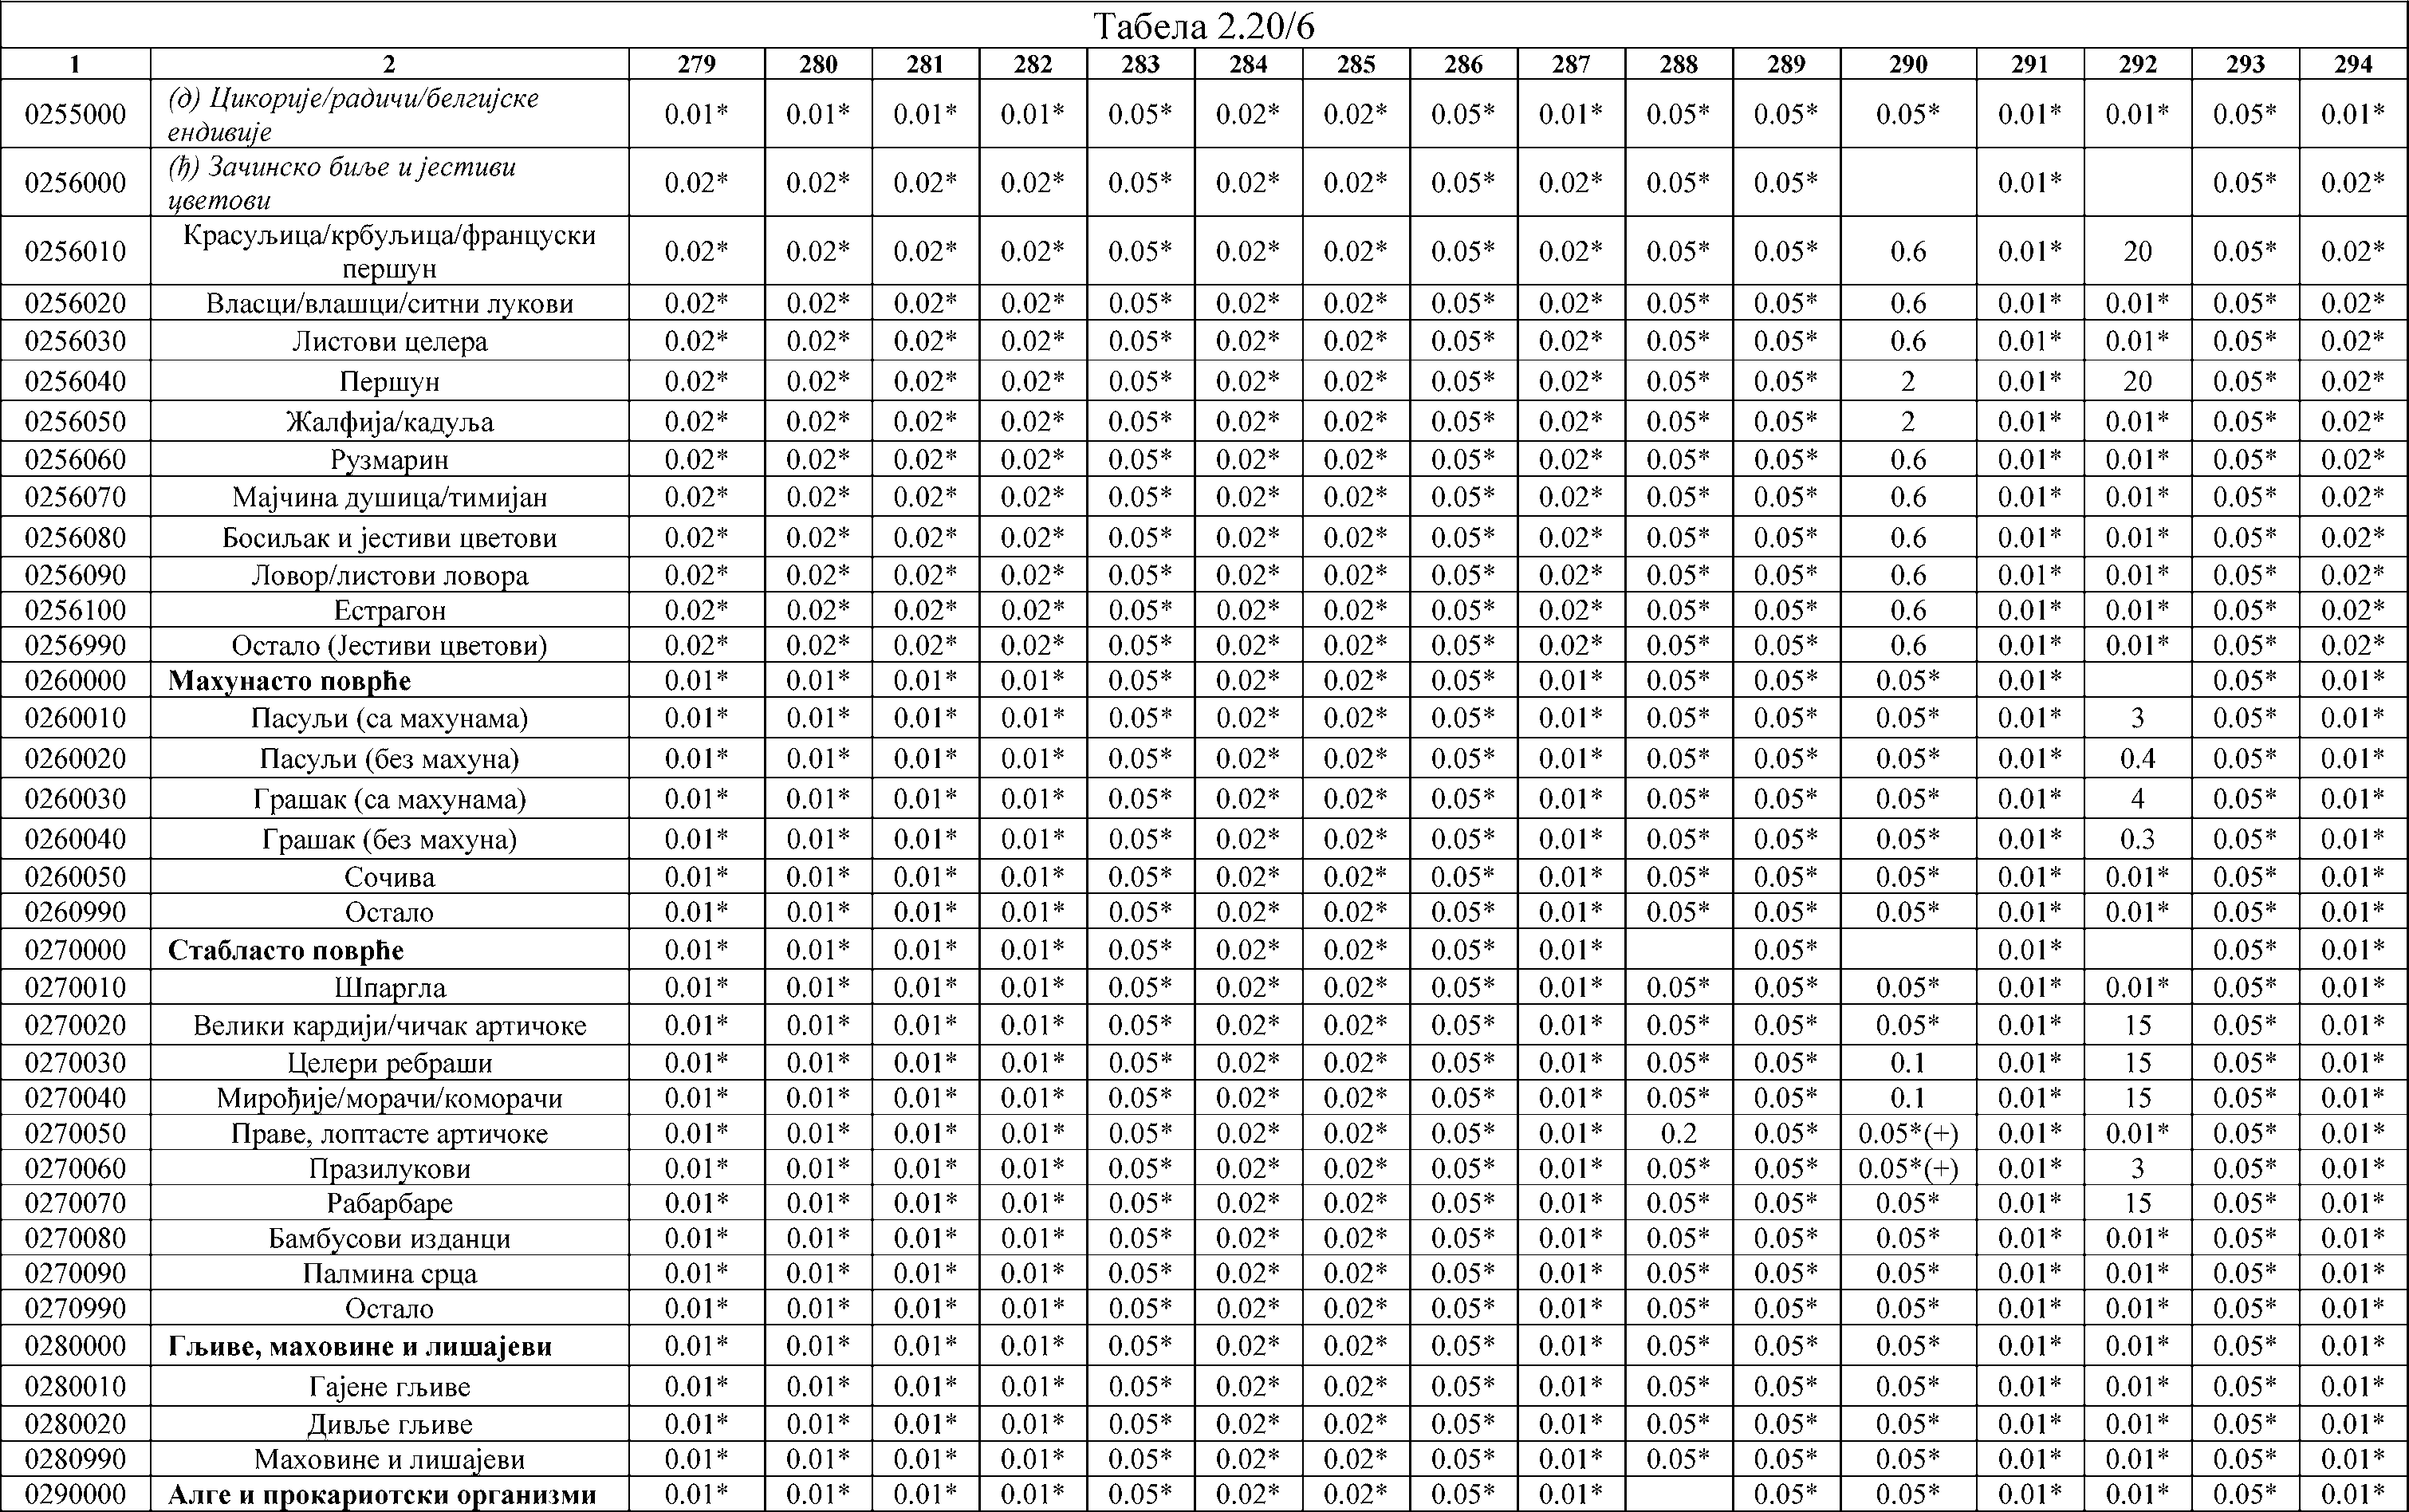 Табела 2.20/6
1 2 279 280 281 282 283 284 285 286 287 288 289 290 291 292 293 294
0255000 (д) Цикорије/радичи/белгијске ендивије 0.01* 0.01* 0.01* 0.01* 0.05* 0.02* 0.02* 0.05* 0.01* 0.05* 0.05* 0.05* 0.01* 0.01* 0.05* 0.01*
0256000 (ђ) Зачинско биље и јестиви цветови 0.02* 0.02* 0.02* 0.02* 0.05* 0.02* 0.02* 0.05* 0.02* 0.05* 0.05* 0.01* 0.05* 0.02*
0256010 Красуљица/крбуљица/француски першун 0.02* 0.02* 0.02* 0.02* 0.05* 0.02* 0.02* 0.05* 0.02* 0.05* 0.05* 0.6 0.01* 20 0.05* 0.02*
0256020 Власци/влашци/ситни лукови 0.02* 0.02* 0.02* 0.02* 0.05* 0.02* 0.02* 0.05* 0.02* 0.05* 0.05* 0.6 0.01* 0.01* 0.05* 0.02*
0256030 Листови целера 0.02* 0.02* 0.02* 0.02* 0.05* 0.02* 0.02* 0.05* 0.02* 0.05* 0.05* 0.6 0.01* 0.01* 0.05* 0.02*
0256040 Першун 0.02* 0.02* 0.02* 0.02* 0.05* 0.02* 0.02* 0.05* 0.02* 0.05* 0.05* 2 0.01* 20 0.05* 0.02*
0256050 Жалфија/кадуља 0.02* 0.02* 0.02* 0.02* 0.05* 0.02* 0.02* 0.05* 0.02* 0.05* 0.05* 2 0.01* 0.01* 0.05* 0.02*
0256060 Рузмарин 0.02* 0.02* 0.02* 0.02* 0.05* 0.02* 0.02* 0.05* 0.02* 0.05* 0.05* 0.6 0.01* 0.01* 0.05* 0.02*
0256070 Мајчина душица/тимијан 0.02* 0.02* 0.02* 0.02* 0.05* 0.02* 0.02* 0.05* 0.02* 0.05* 0.05* 0.6 0.01* 0.01* 0.05* 0.02*
0256080 Босиљак и јестиви цветови 0.02* 0.02* 0.02* 0.02* 0.05* 0.02* 0.02* 0.05* 0.02* 0.05* 0.05* 0.6 0.01* 0.01* 0.05* 0.02*
0256090 Ловор/листови ловора 0.02* 0.02* 0.02* 0.02* 0.05* 0.02* 0.02* 0.05* 0.02* 0.05* 0.05* 0.6 0.01* 0.01* 0.05* 0.02*
0256100 Естрагон 0.02* 0.02* 0.02* 0.02* 0.05* 0.02* 0.02* 0.05* 0.02* 0.05* 0.05* 0.6 0.01* 0.01* 0.05* 0.02*
0256990 Остало (Јестиви цветови) 0.02* 0.02* 0.02* 0.02* 0.05* 0.02* 0.02* 0.05* 0.02* 0.05* 0.05* 0.6 0.01* 0.01* 0.05* 0.02*
0260000 Махунасто поврће 0.01* 0.01* 0.01* 0.01* 0.05* 0.02* 0.02* 0.05* 0.01* 0.05* 0.05* 0.05* 0.01* 0.05* 0.01*
0260010 Пасуљи (са махунама) 0.01* 0.01* 0.01* 0.01* 0.05* 0.02* 0.02* 0.05* 0.01* 0.05* 0.05* 0.05* 0.01* 3 0.05* 0.01*
0260020 Пасуљи (без махуна) 0.01* 0.01* 0.01* 0.01* 0.05* 0.02* 0.02* 0.05* 0.01* 0.05* 0.05* 0.05* 0.01* 0.4 0.05* 0.01*
0260030 Грашак (са махунама) 0.01* 0.01* 0.01* 0.01* 0.05* 0.02* 0.02* 0.05* 0.01* 0.05* 0.05* 0.05* 0.01* 4 0.05* 0.01*
0260040 Грашак (без махуна) 0.01* 0.01* 0.01* 0.01* 0.05* 0.02* 0.02* 0.05* 0.01* 0.05* 0.05* 0.05* 0.01* 0.3 0.05* 0.01*
0260050 Сочива 0.01* 0.01* 0.01* 0.01* 0.05* 0.02* 0.02* 0.05* 0.01* 0.05* 0.05* 0.05* 0.01* 0.01* 0.05* 0.01*
0260990 Остало 0.01* 0.01* 0.01* 0.01* 0.05* 0.02* 0.02* 0.05* 0.01* 0.05* 0.05* 0.05* 0.01* 0.01* 0.05* 0.01*
0270000 Стабласто поврће 0.01* 0.01* 0.01* 0.01* 0.05* 0.02* 0.02* 0.05* 0.01* 0.05* 0.01* 0.05* 0.01*
0270010 Шпаргла 0.01* 0.01* 0.01* 0.01* 0.05* 0.02* 0.02* 0.05* 0.01* 0.05* 0.05* 0.05* 0.01* 0.01* 0.05* 0.01*
0270020 Велики кардији/чичак артичоке 0.01* 0.01* 0.01* 0.01* 0.05* 0.02* 0.02* 0.05* 0.01* 0.05* 0.05* 0.05* 0.01* 15 0.05* 0.01*
0270030 Целери ребраши 0.01* 0.01* 0.01* 0.01* 0.05* 0.02* 0.02* 0.05* 0.01* 0.05* 0.05* 0.1 0.01* 15 0.05* 0.01*
0270040 Мирођије/морачи/коморачи 0.01* 0.01* 0.01* 0.01* 0.05* 0.02* 0.02* 0.05* 0.01* 0.05* 0.05* 0.1 0.01* 15 0.05* 0.01*
0270050 Праве, лоптасте артичоке 0.01* 0.01* 0.01* 0.01* 0.05* 0.02* 0.02* 0.05* 0.01* 0.2 0.05* 0.05*(+) 0.01* 0.01* 0.05* 0.01*
0270060 Празилукови 0.01* 0.01* 0.01* 0.01* 0.05* 0.02* 0.02* 0.05* 0.01* 0.05* 0.05* 0.05*(+) 0.01* 3 0.05* 0.01*
0270070 Рабарбаре 0.01* 0.01* 0.01* 0.01* 0.05* 0.02* 0.02* 0.05* 0.01* 0.05* 0.05* 0.05* 0.01* 15 0.05* 0.01*
0270080 Бамбусови изданци 0.01* 0.01* 0.01* 0.01* 0.05* 0.02* 0.02* 0.05* 0.01* 0.05* 0.05* 0.05* 0.01* 0.01* 0.05* 0.01*
0270090 Палмина срца 0.01* 0.01* 0.01* 0.01* 0.05* 0.02* 0.02* 0.05* 0.01* 0.05* 0.05* 0.05* 0.01* 0.01* 0.05* 0.01*
0270990 Остало 0.01* 0.01* 0.01* 0.01* 0.05* 0.02* 0.02* 0.05* 0.01* 0.05* 0.05* 0.05* 0.01* 0.01* 0.05* 0.01*
0280000 Гљиве, маховине и лишајеви 0.01* 0.01* 0.01* 0.01* 0.05* 0.02* 0.02* 0.05* 0.01* 0.05* 0.05* 0.05* 0.01* 0.01* 0.05* 0.01*
0280010 Гајене гљиве 0.01* 0.01* 0.01* 0.01* 0.05* 0.02* 0.02* 0.05* 0.01* 0.05* 0.05* 0.05* 0.01* 0.01* 0.05* 0.01*
0280020 Дивље гљиве 0.01* 0.01* 0.01* 0.01* 0.05* 0.02* 0.02* 0.05* 0.01* 0.05* 0.05* 0.05* 0.01* 0.01* 0.05* 0.01*
0280990 Маховине и лишајеви 0.01* 0.01* 0.01* 0.01* 0.05* 0.02* 0.02* 0.05* 0.01* 0.05* 0.05* 0.05* 0.01* 0.01* 0.05* 0.01*
0290000 Алге и прокариотски организми 0.01* 0.01* 0.01* 0.01* 0.05* 0.02* 0.02* 0.05* 0.01* 0.05* 0.05* 0.01* 0.01* 0.05* 0.01*